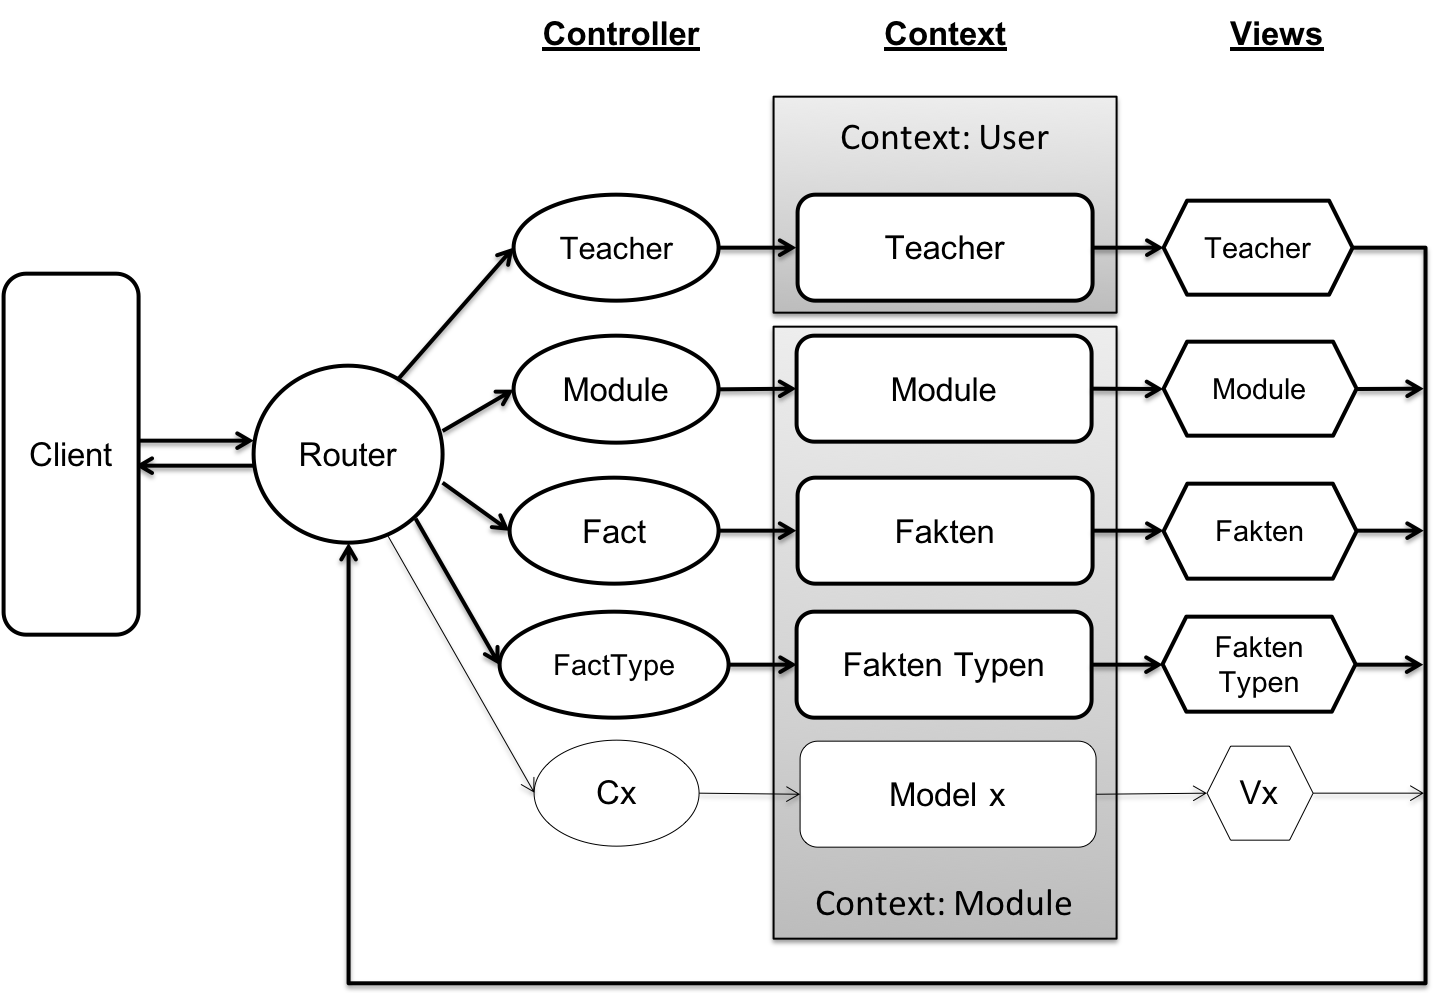 Controller
Context
Views
Context: User
Teacher
Teacher
Teacher
Module
Module
Module
Client
Router
Fact
Fakten
Fakten
FactType
Fakten Typen
Fakten
Typen
Cx
Model x
Vx
Context: Module